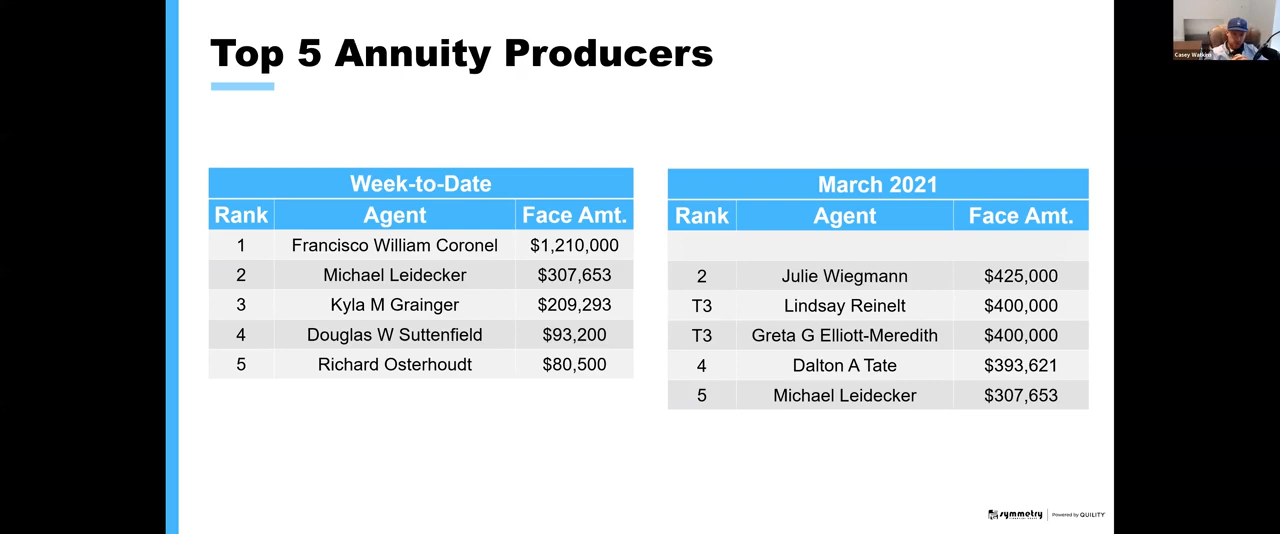 Top 5 Annuity Producers
Casey Watkins
Week-to-Date
Rank Agent Face Amt.
1 Francisco William Coronel $1,210,000
2 Michael Leidecker $307,653
3 Kyla M Grainger $209,293
4 Douglas W Suttenfield $93,200
5 Richard Osterhoudt $80,500
March 2021
Rank Agent Face Amt.
2 Julie Wiegmann $425,000
T3 Lindsay Reinelt $400,000
T3 Greta G Elliott-Meredith $400,000
4 Dalton A Tate $393,621
5 Michael Leidecker $307,653
symmetry
Powered by QUILITY